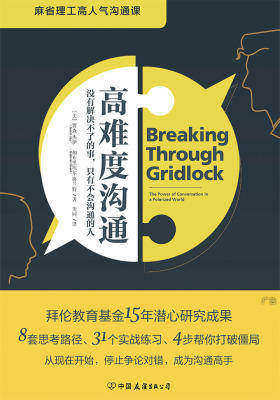 麻省理工高人气沟通课
高难度沟通
没有解决不了的事，只有不会沟通的人
Breaking
Through
Gridlock
The Power of Conversation in
a Polarized World
拜伦教育基金15年潜心研究成果
8套思考路径、31个实战练习、4步帮你打破僵局
从现在开始，停止争论对错，成为沟通高手
中国友谊出版公司